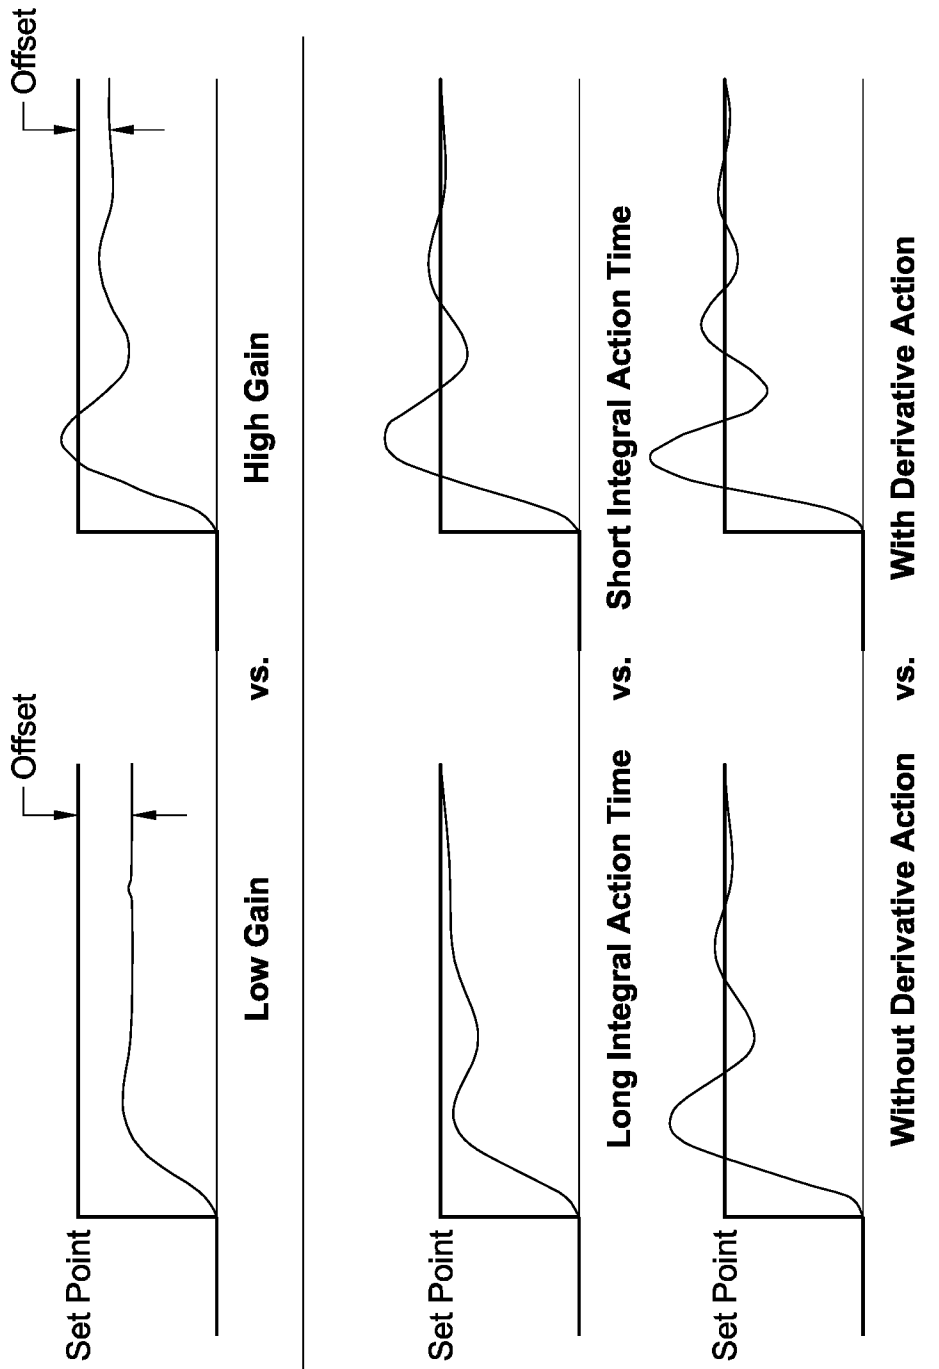 Offset
Offset
Set Point
Low Gain vs. High Gain
Set Point
Long Integral Action Time vs. Short Integral Action Time
Set Point
Without Derivative Action vs. With Derivative Action